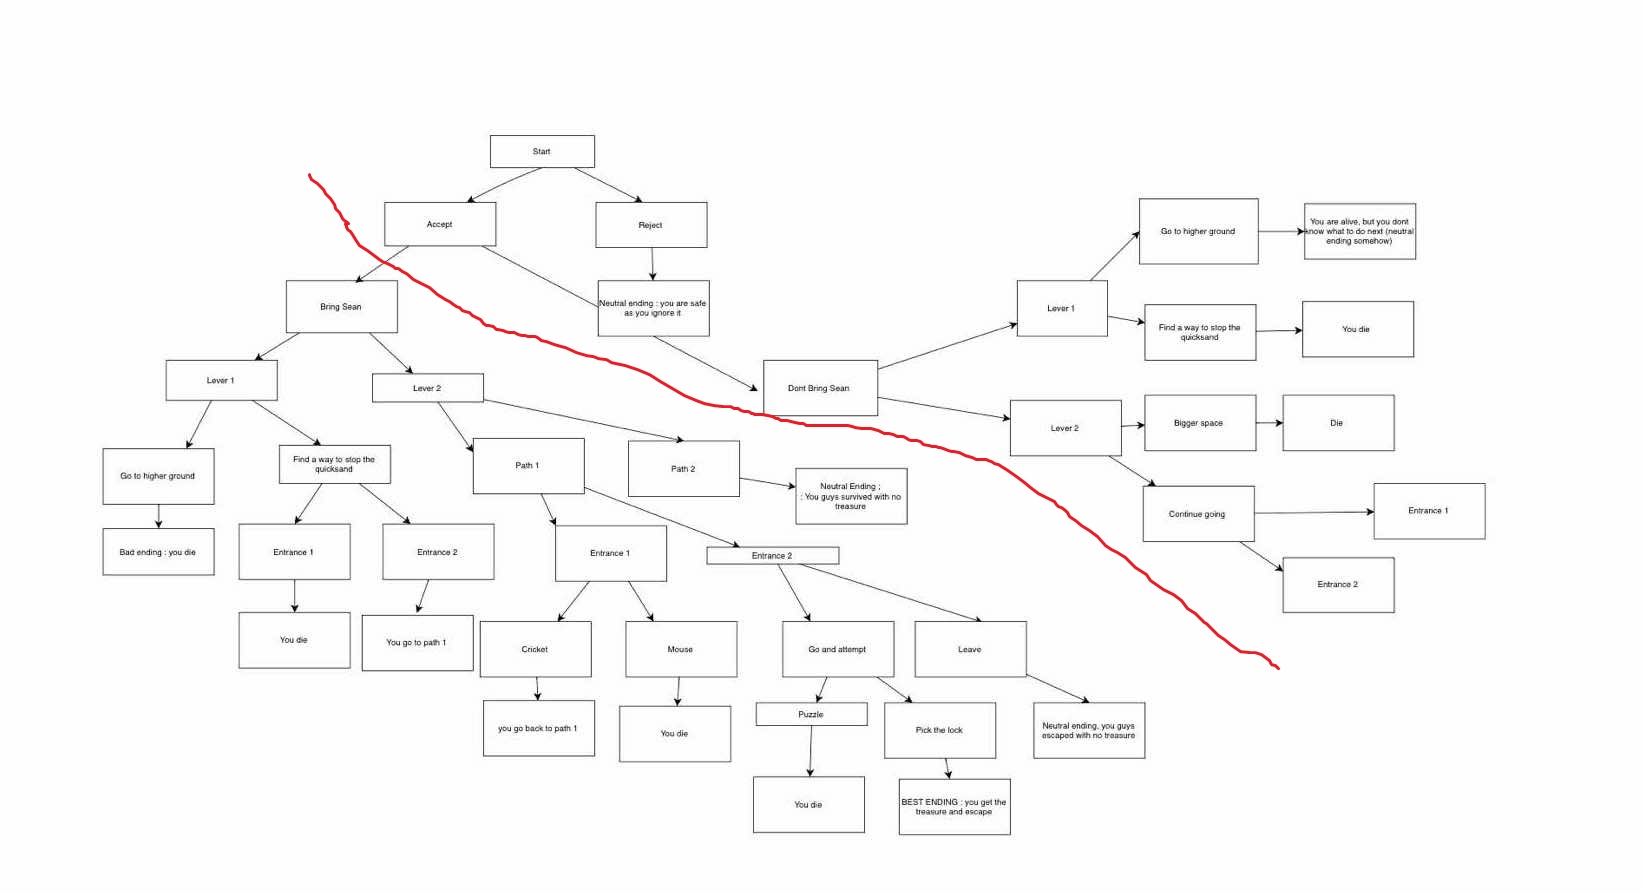 Start
Accept
Reject
Go to higher ground
You are alive, but you dont
know what to do next (neutral
ending somehow)
Bring Sean
Neutral ending : you are safe
as you ignore it
Lever 1
Find a way to stop the
quicksand
You die
Lever 1
Lever 2
Dont Bring Sean
Lever 2
Bigger space
Die
Go to higher ground
Find a way to stop the
quicksand
Path 1
Path 2
Neutral Ending ;
: You guys survived with no
treasure
Continue going
Entrance 1
Bad ending : you die
Entrance 1
Entrance 2
Entrance 1
Entrance 2
Entrance 2
You die
You go to path 1
Cricket
Mouse
Go and attempt
Leave
you go back to path 1
You die
Puzzle
Pick the lock
Neutral ending, you guys
escaped with no treasure
You die
BEST ENDING : you get the
treasure and escape